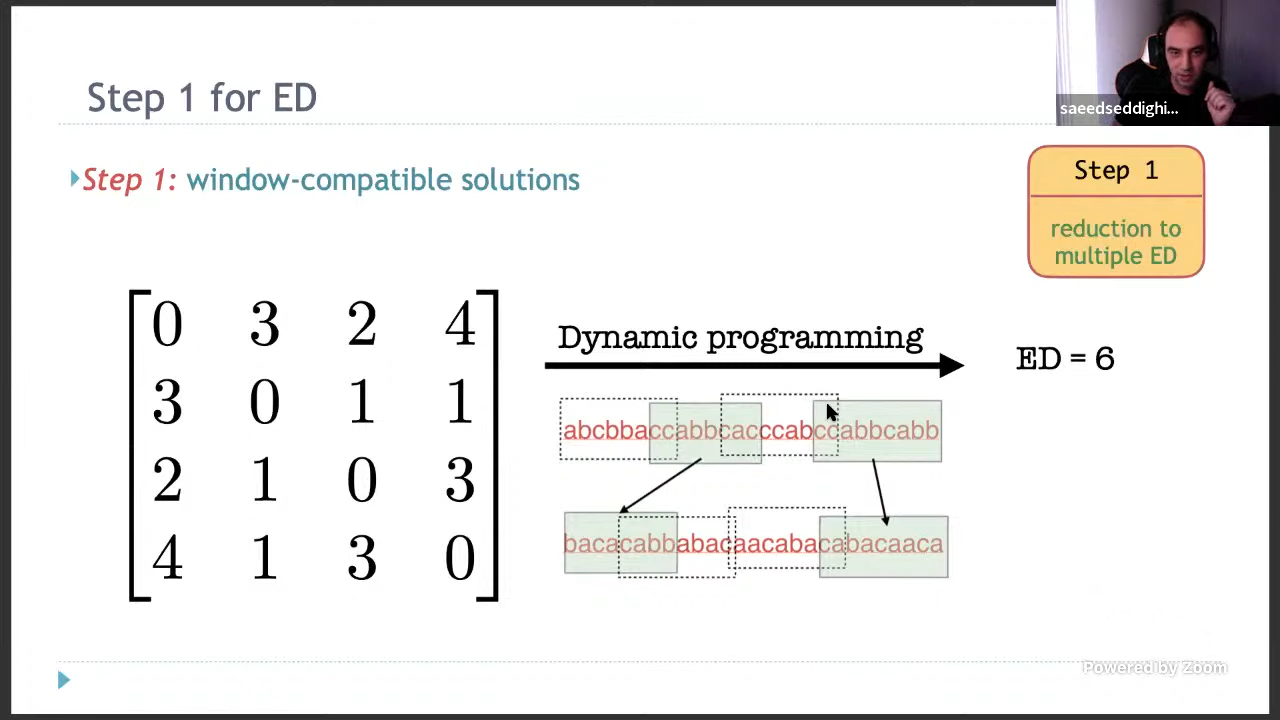 Step 1 for ED
saeedseddighi...
Step 1: window-compatible solutions
Step 1
reduction to
multiple ED
0 3 2 4
3 0 1 1
2 1 0 3
4 1 3 0
Dynamic programming
ED = 6
abcbbaccabbcacccabccabbcabb
bacacabbabacaacabacabacaaca
Powered by Zoom